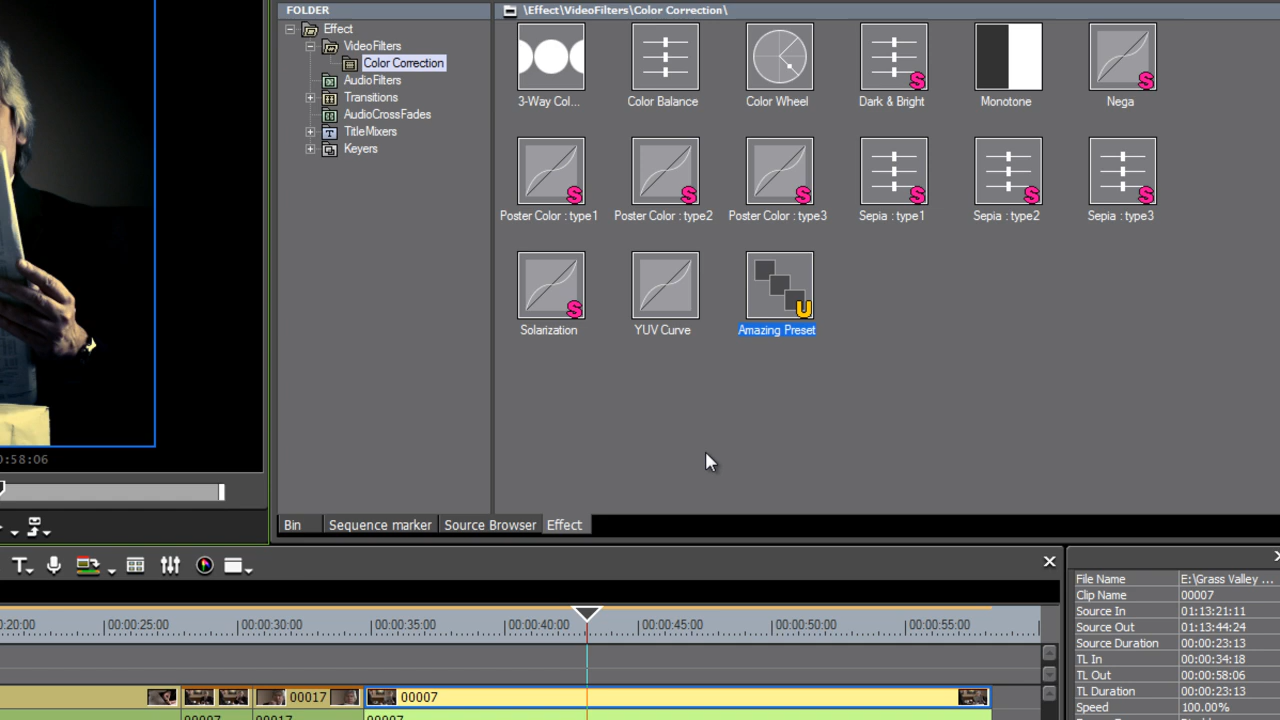 FOLDER
Effect
VideoFilters
Color Correction
AudioFilters
Transitions
AudioCrossFades
TitleMixers
Keyers
\Effect\VideoFilters\Color Correction\
3-Way Col...
Color Balance
Color Wheel
Dark & Bright
S
Monotone
Nega
S
Poster Color : type1
S
Poster Color : type2
S
Poster Color : type3
S
Sepia : type1
S
Sepia : type2
S
Sepia : type3
S
Solarization
S
YUV Curve
Amazing Preset
U
0:58:06
Bin
Sequence marker
Source Browser
Effect
T
0:20:00
00:00:25:00
00:00:30:00
00:00:35:00
00:00:40:00
00:00:45:00
00:00:50:00
00:00:55:00
00017
00007
00007
00017
00007
File Name E:\Grass Valley ...
Clip Name 00007
Source In 01:13:21:11
Source Out 01:13:44:24
Source Duration 00:00:23:13
TL In 00:00:34:18
TL Out 00:00:58:06
TL Duration 00:00:23:13
Speed 100.00%